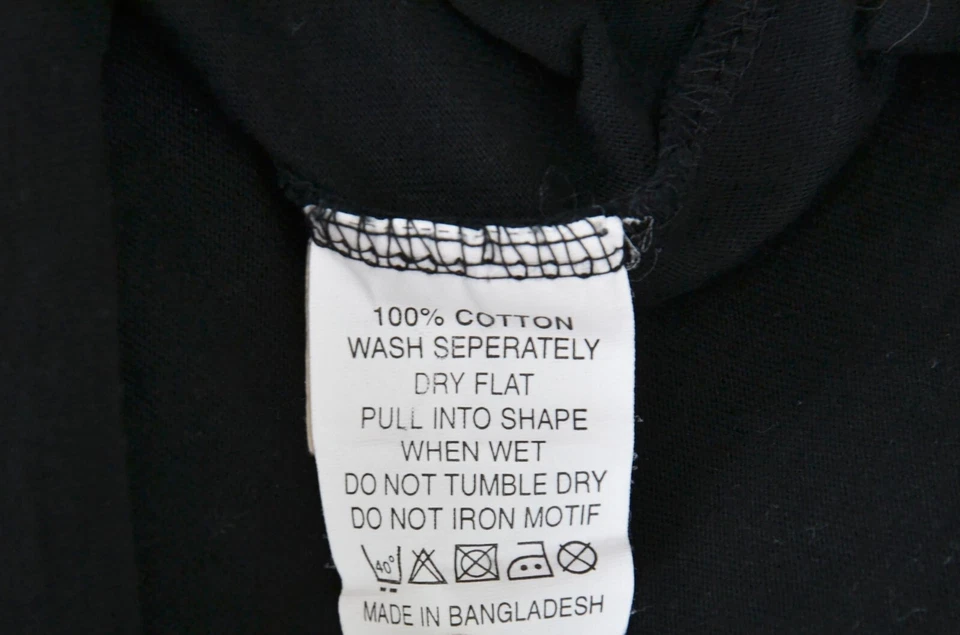 100% COTTON
WASH SEPERATELY
DRY FLAT
PULL INTO SHAPE
WHEN WET
DO NOT TUMBLE DRY
DO NOT IRON MOTIF
40°
MADE IN BANGLADESH